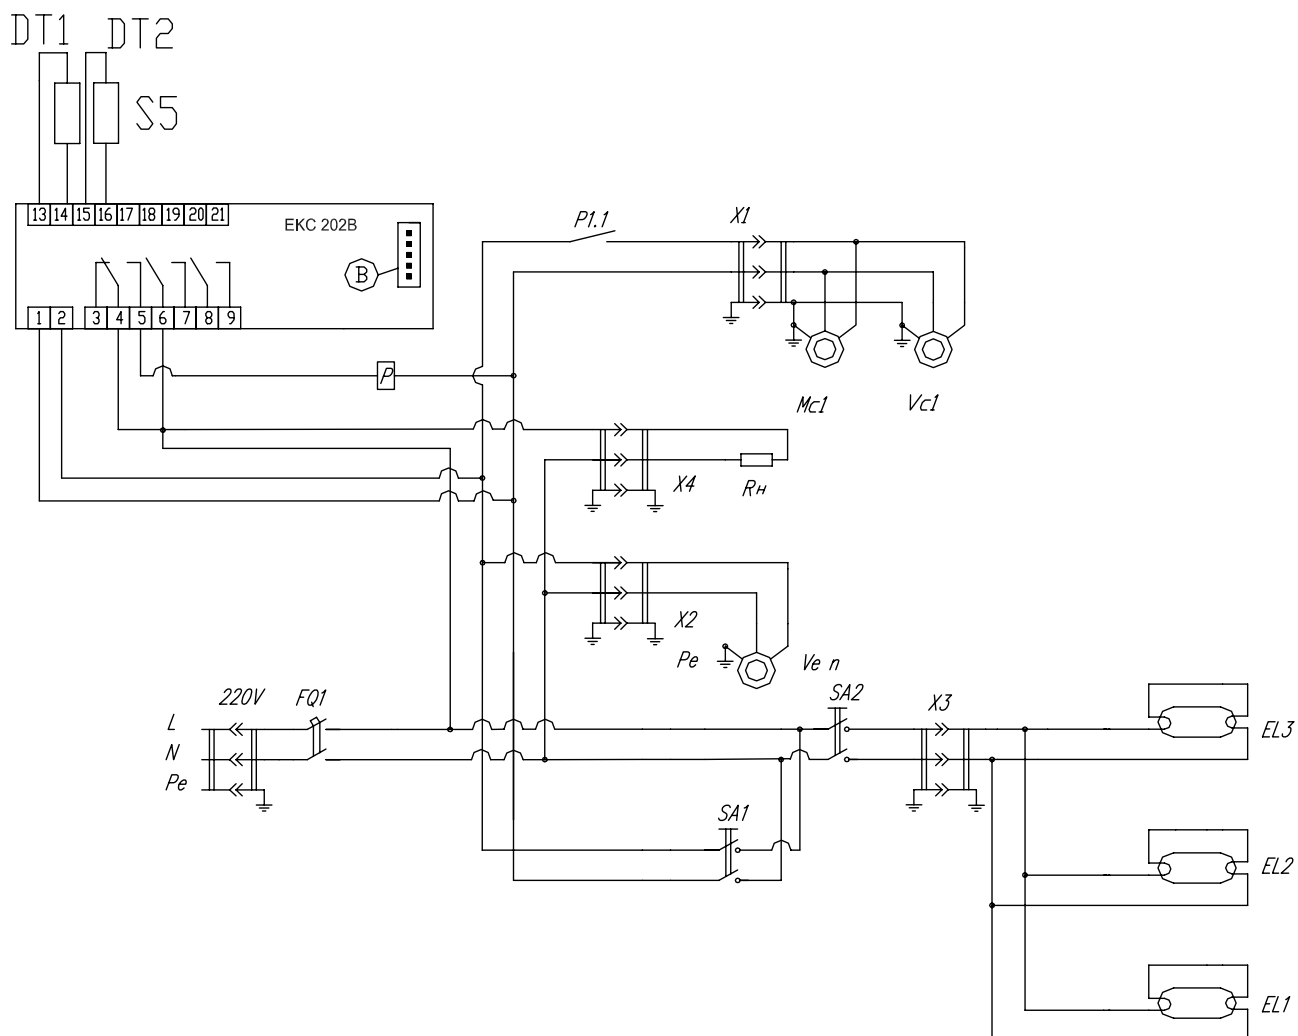 DT1 DT2
S5
13 14 15 16 17 18 19 20 21
EKC 202B
B
1 2 3 4 5 6 7 8 9
P1.1
X1
P
Mc1
Vc1
X4
Rн
X2
Pe
Ve n
220V
FQ1
SA2
X3
L
N
Pe
EL3
SA1
EL2
EL1